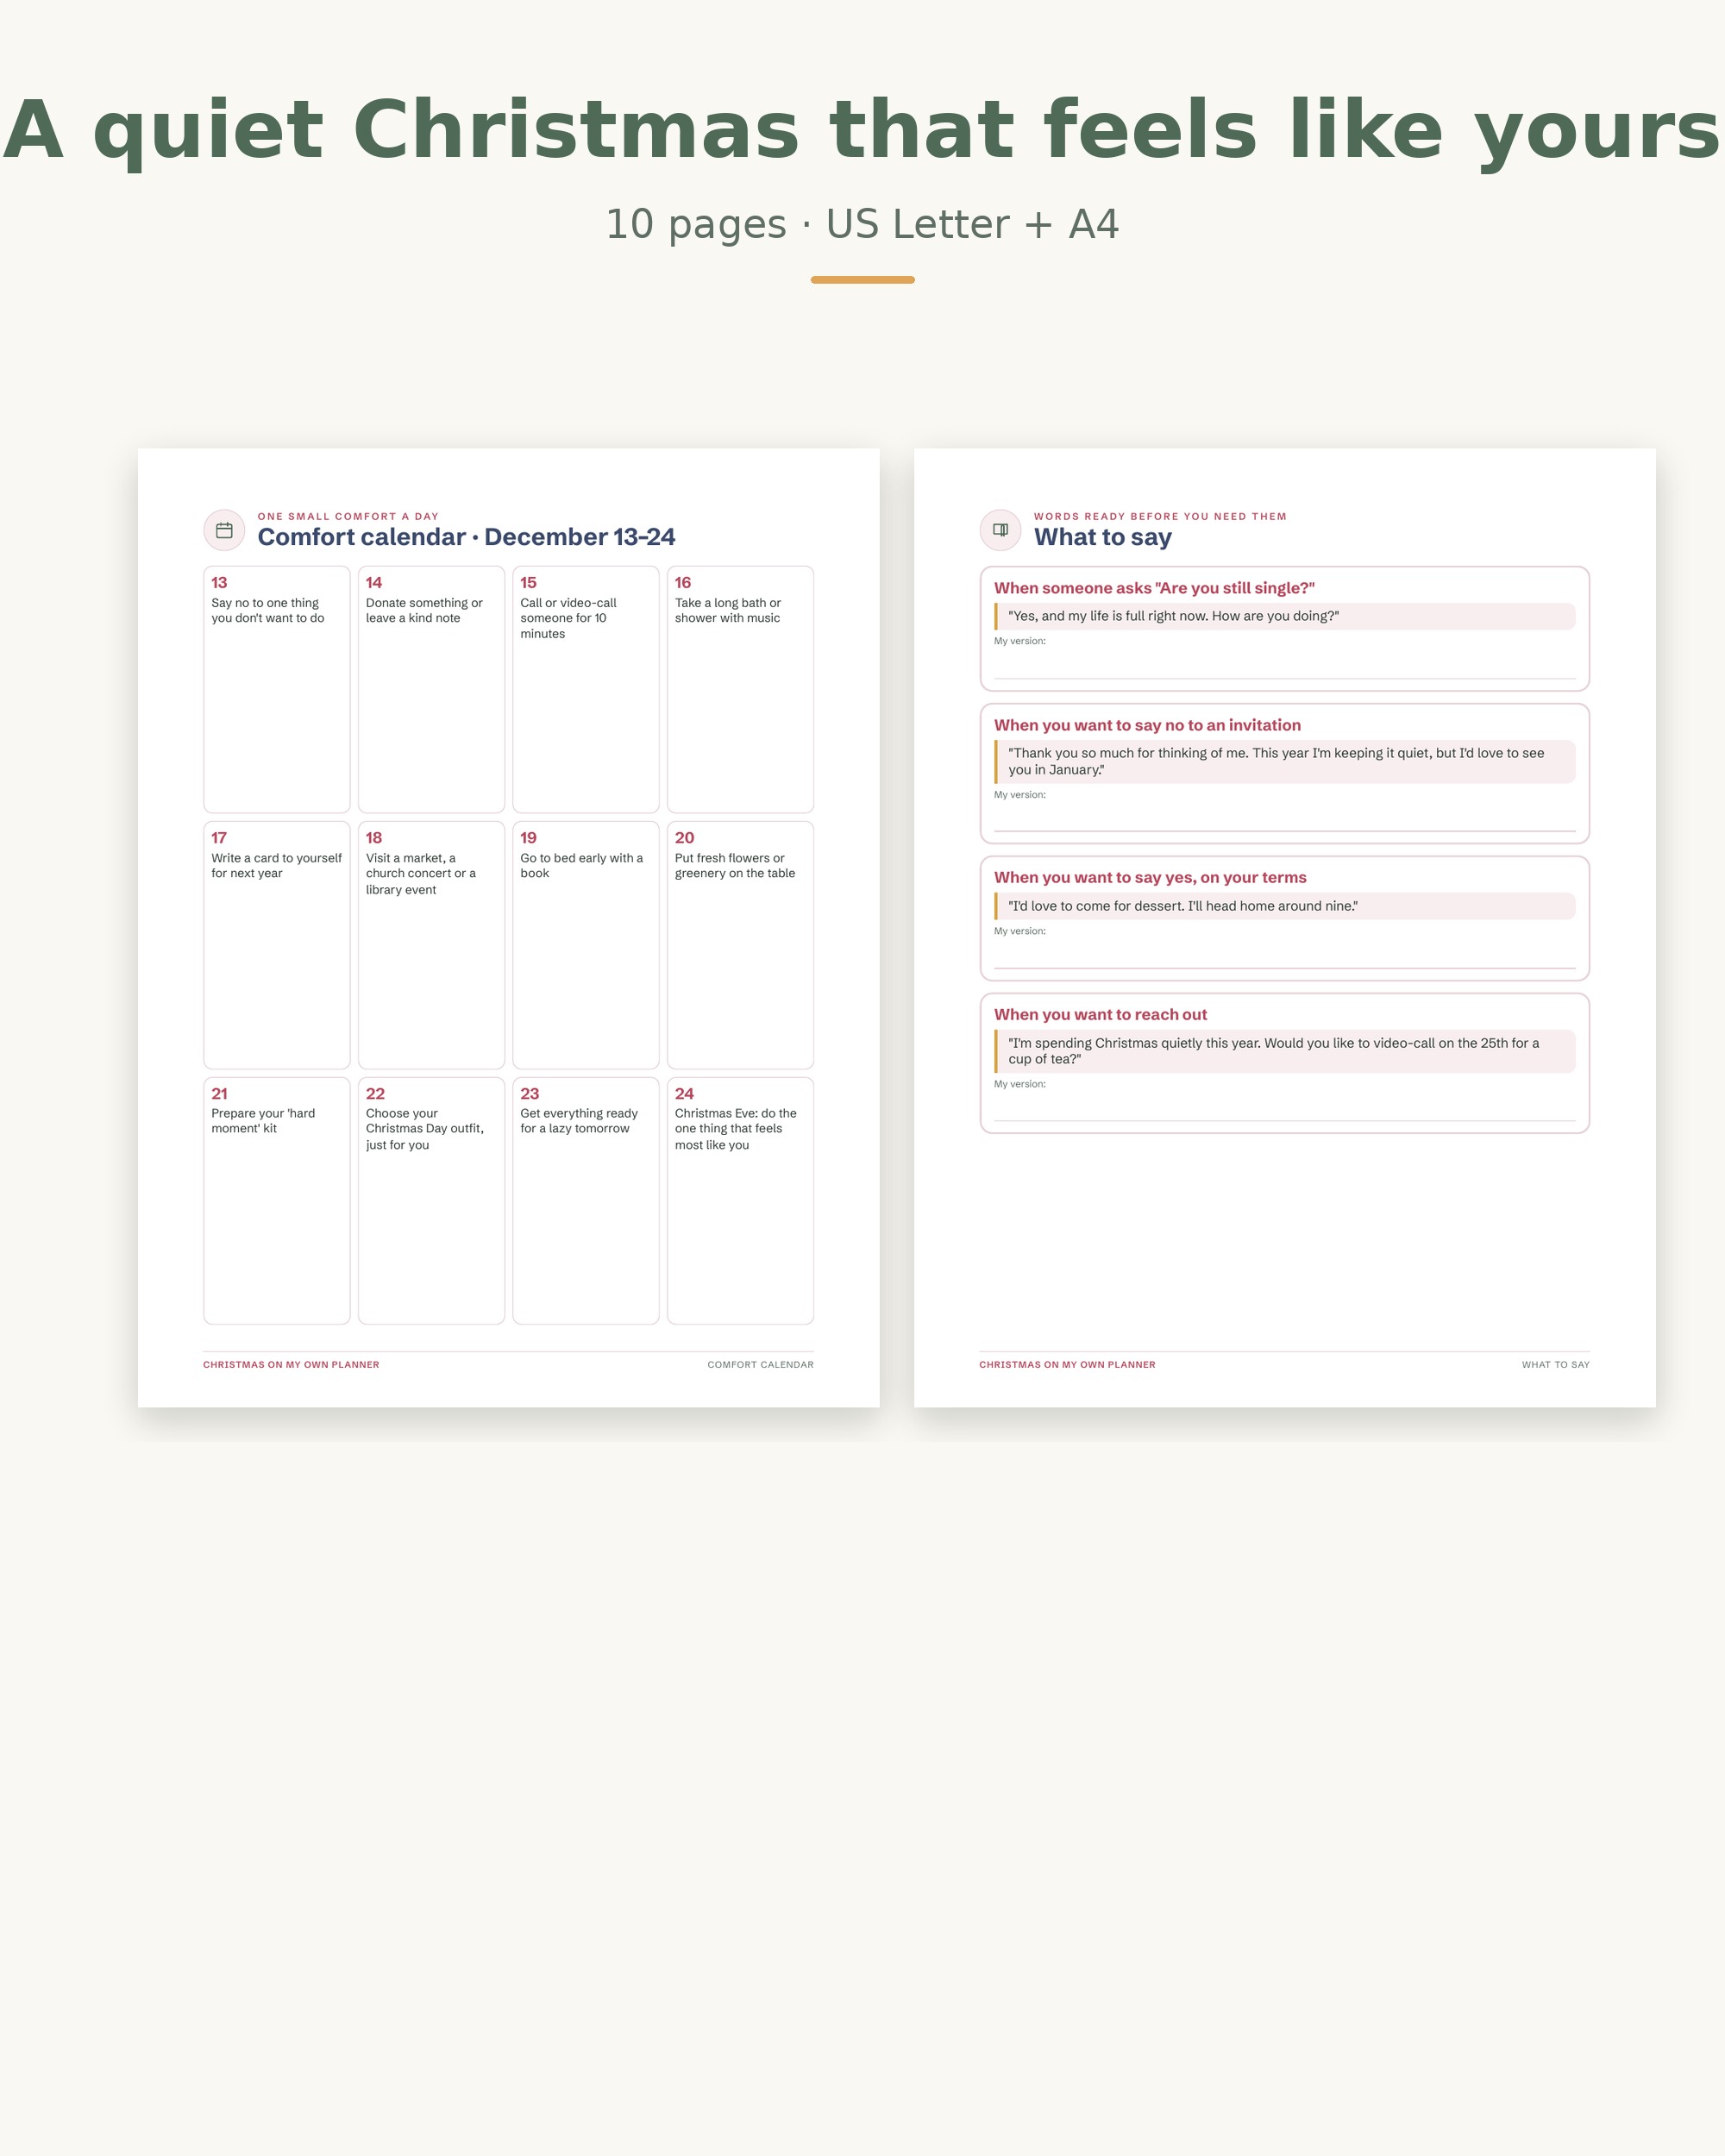 A quiet Christmas that feels like yours
10 pages · US Letter + A4
ONE SMALL COMFORT A DAY
Comfort calendar · December 13–24
13
Say no to one thing
you don't want to do
14
Donate something or
leave a kind note
15
Call or video-call
someone for 10
minutes
16
Take a long bath or
shower with music
17
Write a card to yourself
for next year
18
Visit a market, a
church concert or a
library event
19
Go to bed early with a
book
20
Put fresh flowers or
greenery on the table
21
Prepare your 'hard
moment' kit
22
Choose your
Christmas Day outfit,
just for you
23
Get everything ready
for a lazy tomorrow
24
Christmas Eve: do the
one thing that feels
most like you
CHRISTMAS ON MY OWN PLANNER
COMFORT CALENDAR
WORDS READY BEFORE YOU NEED THEM
What to say
When someone asks "Are you still single?"
"Yes, and my life is full right now. How are you doing?"
My version:
When you want to say no to an invitation
"Thank you so much for thinking of me. This year I'm keeping it quiet, but I'd love to see
you in January."
My version:
When you want to say yes, on your terms
"I'd love to come for dessert. I'll head home around nine."
My version:
When you want to reach out
"I'm spending Christmas quietly this year. Would you like to video-call on the 25th for a
cup of tea?"
My version:
CHRISTMAS ON MY OWN PLANNER
WHAT TO SAY